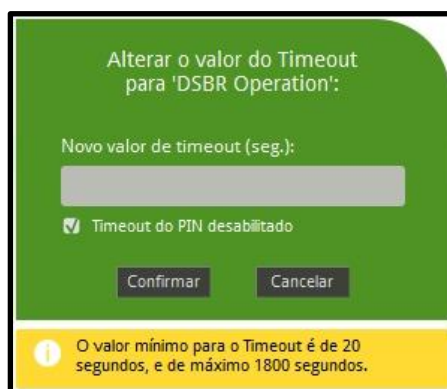 Alterar o valor do Timeout
para 'DSBR Operation':
Novo valor de timeout (seg.):
Timeout do PIN desabilitado
Confirmar
Cancelar
O valor mínimo para o Timeout é de 20
segundos, e de máximo 1800 segundos.